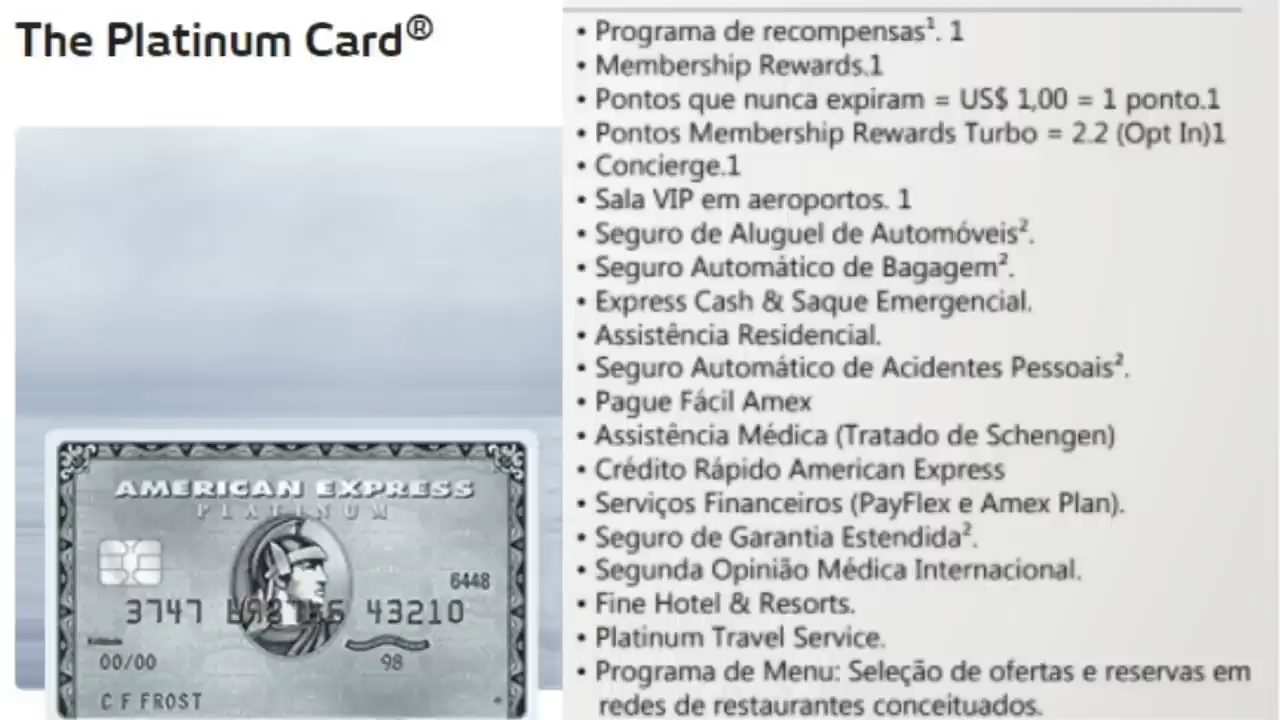 The Platinum Card®
• Programa de recompensas¹. 1
• Membership Rewards.1
• Pontos que nunca expiram = US$ 1,00 = 1 ponto.1
• Pontos Membership Rewards Turbo = 2.2 (Opt In)1
• Concierge.1
• Sala VIP em aeroportos. 1
• Seguro de Aluguel de Automóveis².
• Seguro Automático de Bagagem².
• Express Cash & Saque Emergencial.
• Assistência Residencial.
• Seguro Automático de Acidentes Pessoais².
• Pague Fácil Amex
• Assistência Médica (Tratado de Schengen)
• Crédito Rápido American Express
• Serviços Financeiros (PayFlex e Amex Plan).
• Seguro de Garantia Estendida².
• Segunda Opinião Médica Internacional.
• Fine Hotel & Resorts.
• Platinum Travel Service.
• Programa de Menu: Seleção de ofertas e reservas em
redes de restaurantes conceituados.
AMERICAN EXPRESS
PLATINUM
6448
3747 43210
00/00 98
C F FROST